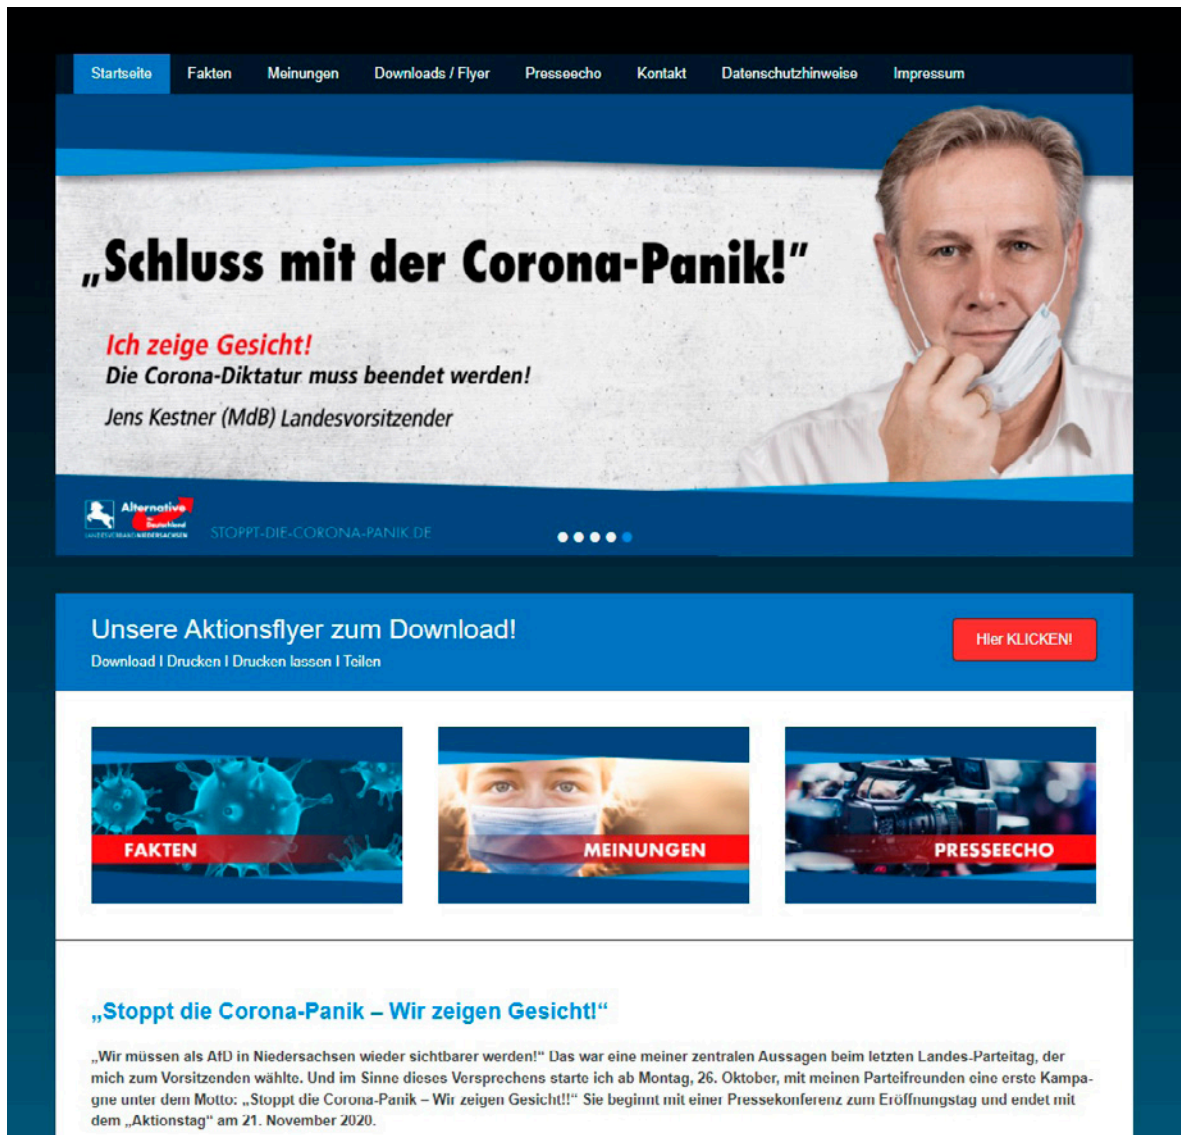 Startseite Fakten Meinungen Downloads / Flyer Presseecho Kontakt Datenschutzhinweise Impressum
„Schluss mit der Corona-Panik!”
Ich zeige Gesicht!
Die Corona-Diktatur muss beendet werden!
Jens Kestner (MdB) Landesvorsitzender
Alternative
für
Deutschland
LANDESVERBAND NIEDERSACHSEN
STOPPT-DIE-CORONA-PANIK.DE
Unsere Aktionsflyer zum Download!
Download I Drucken I Drucken lassen I Teilen
Hier KLICKEN!
FAKTEN
MEINUNGEN
PRESSEECHO
„Stoppt die Corona-Panik – Wir zeigen Gesicht!“
„Wir müssen als AfD in Niedersachsen wieder sichtbarer werden!“ Das war eine meiner zentralen Aussagen beim letzten Landes-Parteitag, der
mich zum Vorsitzenden wählte. Und im Sinne dieses Versprechens starte ich ab Montag, 26. Oktober, mit meinen Parteifreunden eine erste Kampa-
gne unter dem Motto: „Stoppt die Corona-Panik – Wir zeigen Gesicht!!“ Sie beginnt mit einer Pressekonferenz zum Eröffnungstag und endet mit
dem „Aktionstag“ am 21. November 2020.